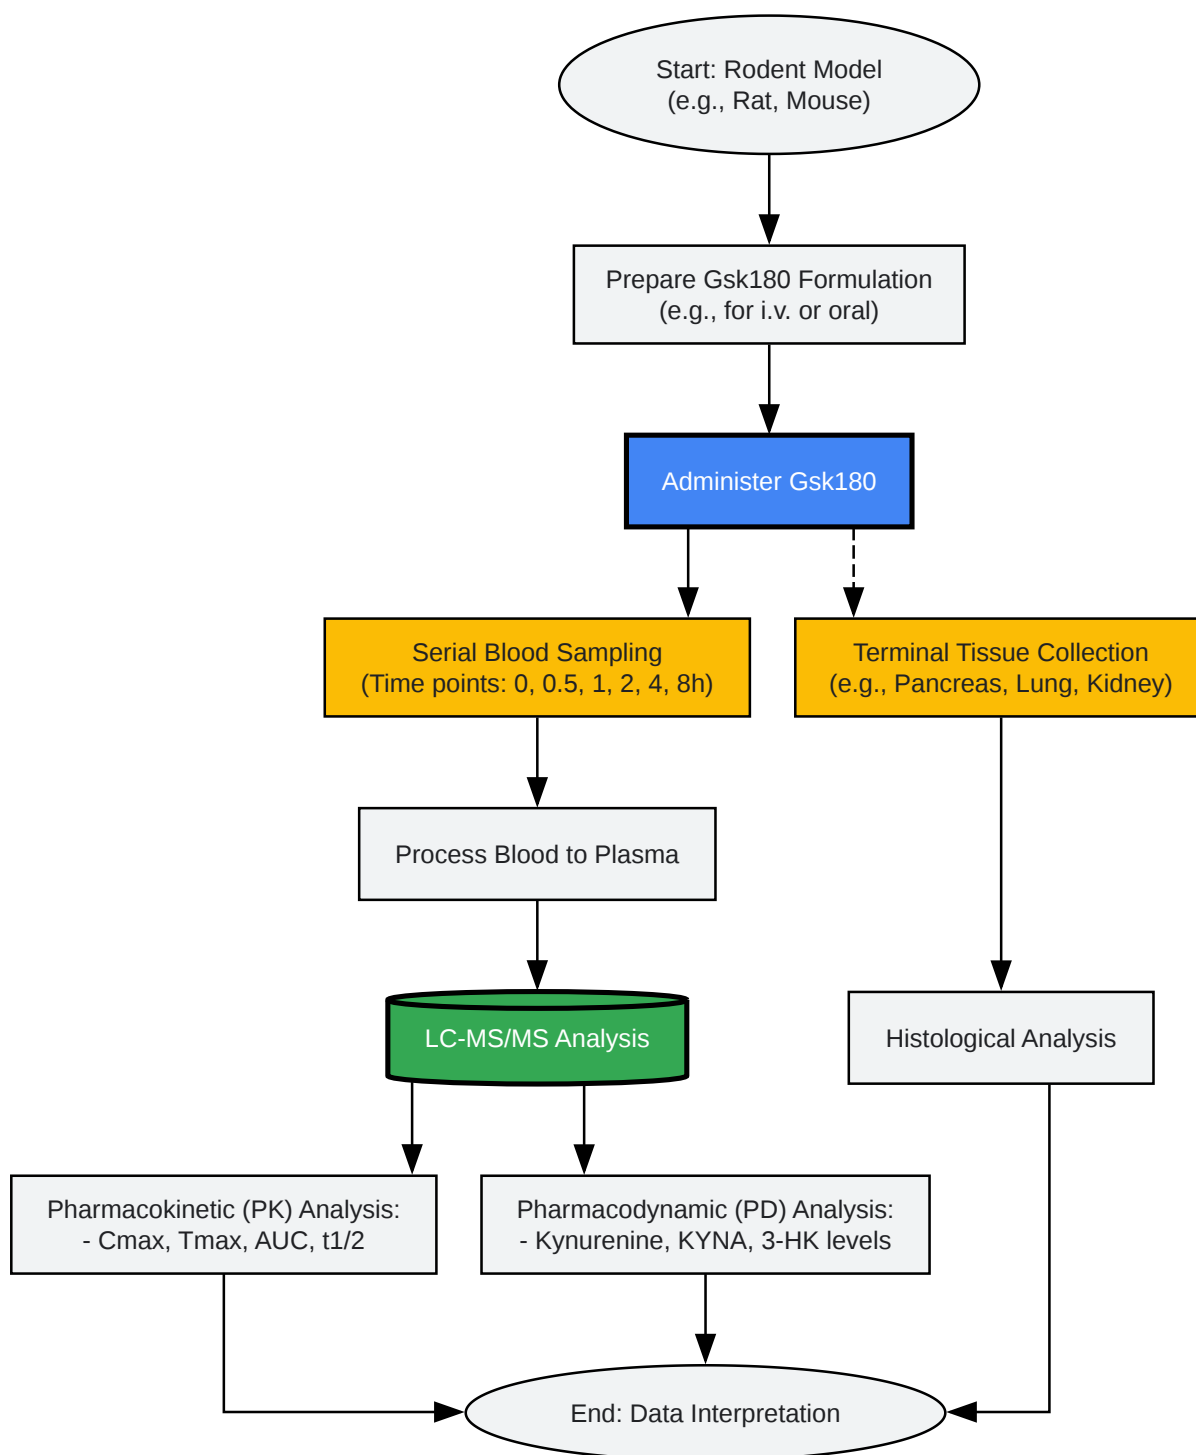 Start: Rodent Model
(e.g., Rat, Mouse)
Prepare Gsk180 Formulation
(e.g., for i.v. or oral)
Administer Gsk180
Serial Blood Sampling
(Time points: 0, 0.5, 1, 2, 4, 8h)
Terminal Tissue Collection
(e.g., Pancreas, Lung, Kidney)
Process Blood to Plasma
LC-MS/MS Analysis
Histological Analysis
Pharmacokinetic (PK) Analysis:
- Cmax, Tmax, AUC, t1/2
Pharmacodynamic (PD) Analysis:
- Kynurenine, KYNA, 3-HK levels
End: Data Interpretation